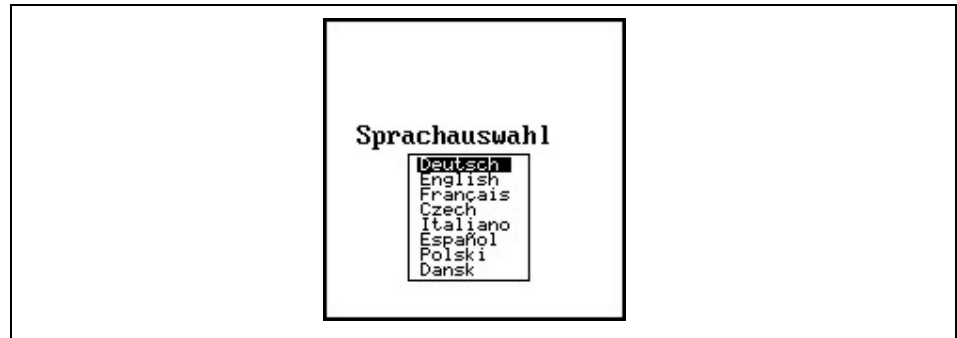 Sprachauswahl
Deutsch
English
Français
Czech
Italiano
Español
Polski
Dansk